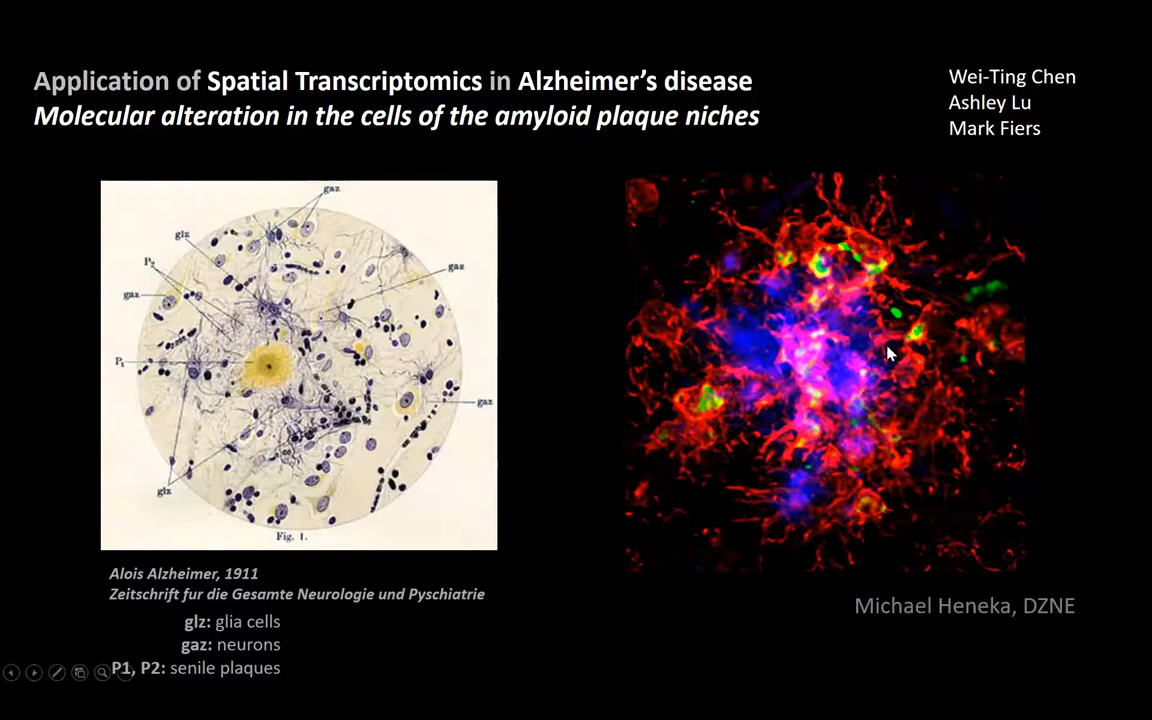 Application of Spatial Transcriptomics in Alzheimer's disease
Molecular alteration in the cells of the amyloid plaque niches
Wei-Ting Chen
Ashley Lu
Mark Fiers
gaz
glz
P2
gaz
gaz
P1
gaz
glz
Fig. 1.
Alois Alzheimer, 1911
Zeitschrift fur die Gesamte Neurologie und Pyschiatrie
glz: glia cells
gaz: neurons
P1, P2: senile plaques
Michael Heneka, DZNE